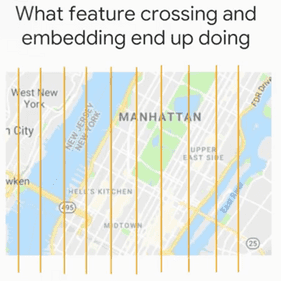 What feature crossing and
embedding end up doing
West New
York
n City
NEW JERSEY
NEW YORK
MANHATTAN
FDR Drive
UPPER
EAST SIDE
wken
HELL'S KITCHEN
495
MIDTOWN
East River
25